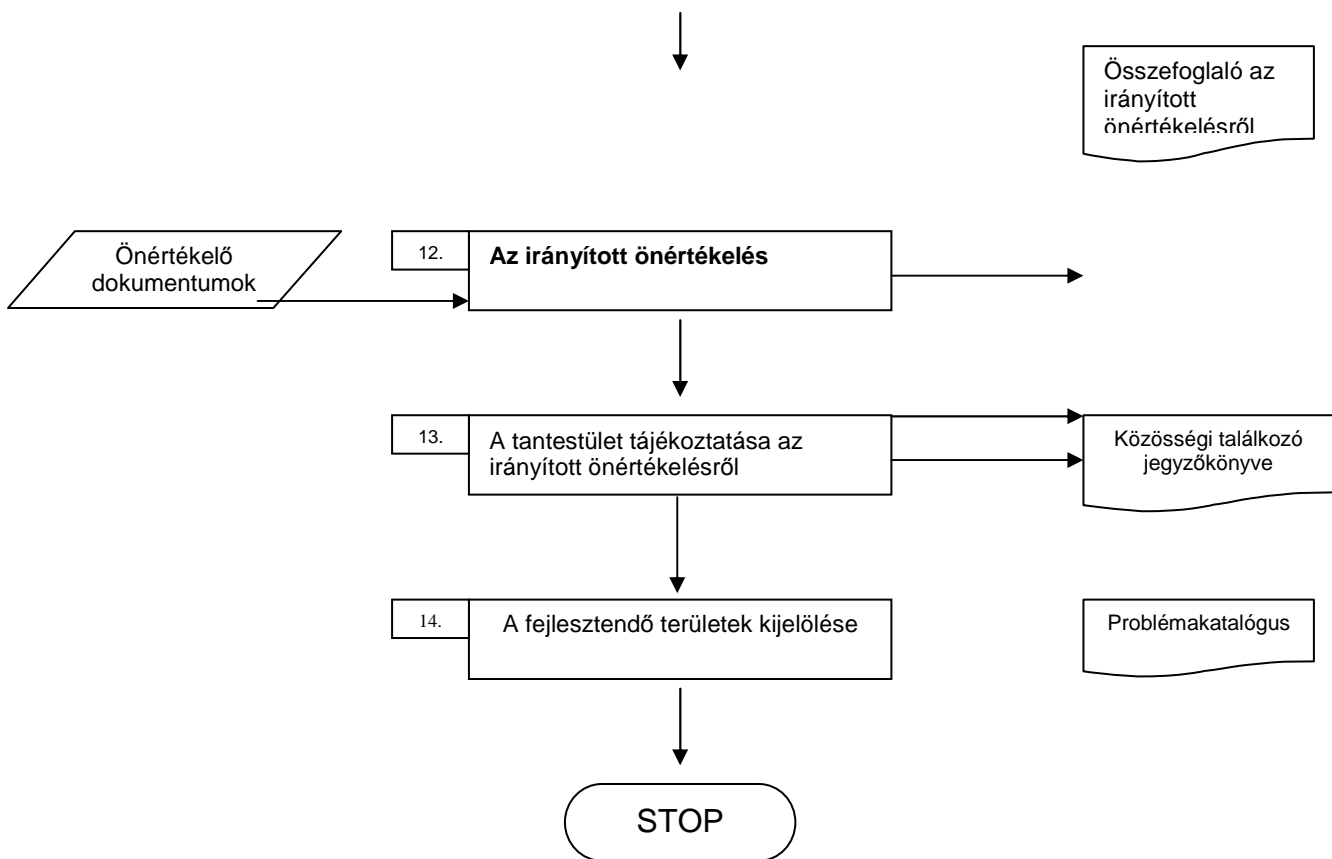 Összefoglaló az
irányított
önértékelésről
Önértékelő
dokumentumok
12.
Az irányított önértékelés
13.
A tantestület tájékoztatása az
irányított önértékelésről
Közösségi találkozó
jegyzőkönyve
14.
A fejlesztendő területek kijelölése
Problémakatalógus
STOP